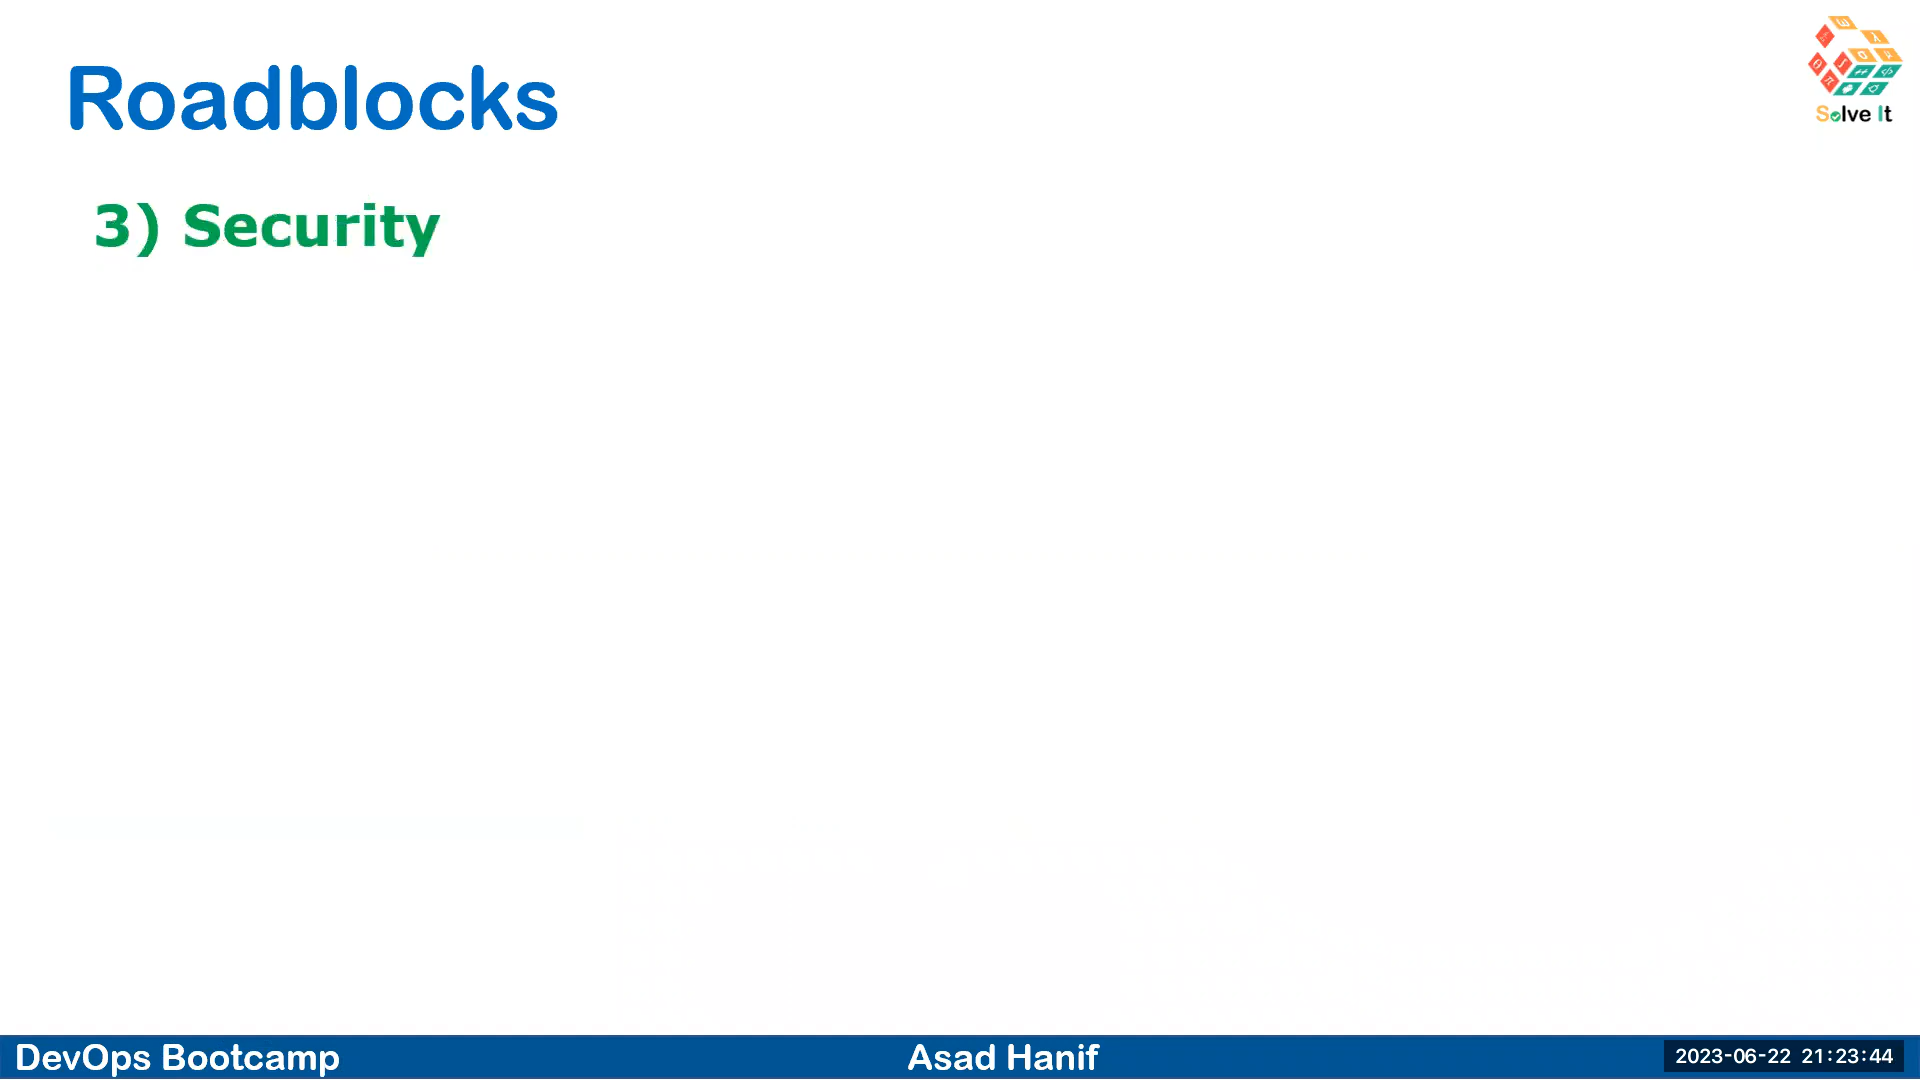 Roadblocks
Solve It
3) Security
DevOps Bootcamp
Asad Hanif
2023-06-22 21:23:44